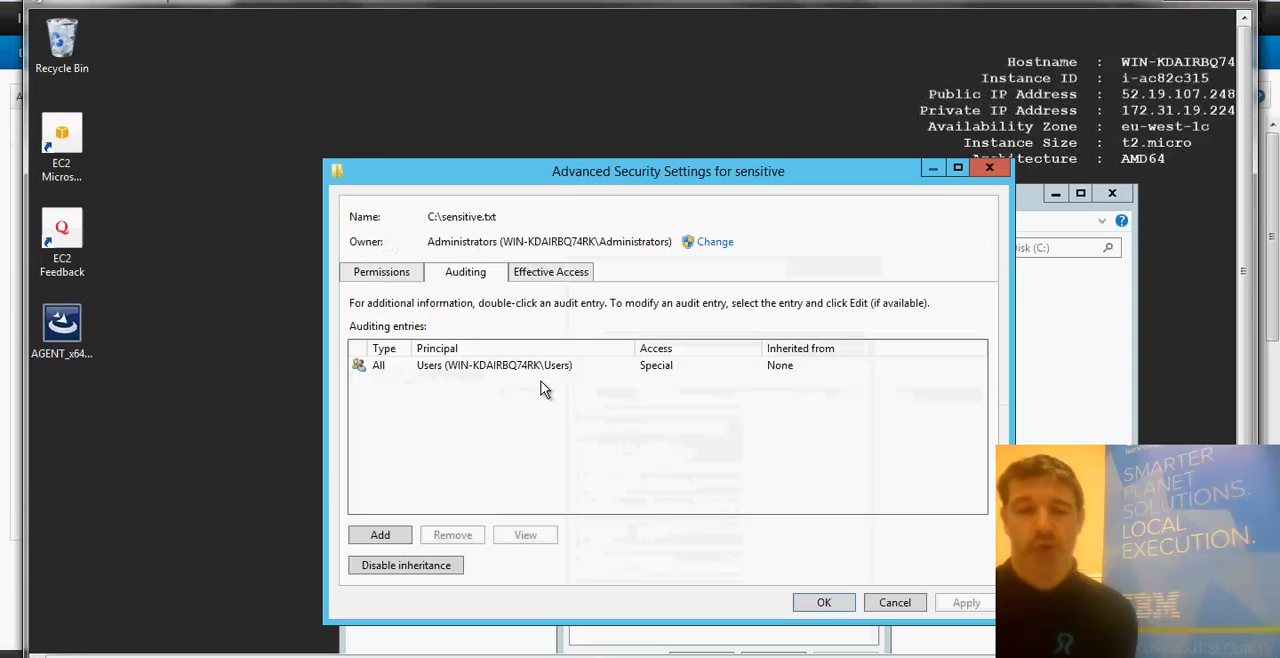 Recycle Bin
EC2
Micros...
EC2
Feedback
AGENT_x64...
Hostname : WIN-KDAIRBQ74
Instance ID : i-ac82c315
Public IP Address : 52.19.107.248
Private IP Address : 172.31.19.224
Availability Zone : eu-west-1c
Instance Size : t2.micro
Architecture : AMD64
Advanced Security Settings for sensitive
isk (C:)
Name: C:\sensitive.txt
Owner: Administrators (WIN-KDAIRBQ74RK\Administrators) Change
Permissions Auditing Effective Access
For additional information, double-click an audit entry. To modify an audit entry, select the entry and click Edit (if available).
Auditing entries:
Type Principal Access Inherited from
All Users (WIN-KDAIRBQ74RK\Users) Special None
Add Remove View
Disable inheritance
OK Cancel Apply
SMARTER
PLANET
SOLUTIONS.
LOCAL
EXECUTION.
IBM